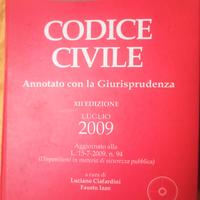 CODICE
CIVILE
Annotato con la Giurisprudenza
XII EDIZIONE
LUGLIO
2009
Aggiornato alla
L. 15-7-2009, n. 94
(Disposizioni in materia di sicurezza pubblica)
a cura di
Luciano Ciafardini
Fausto Izzo